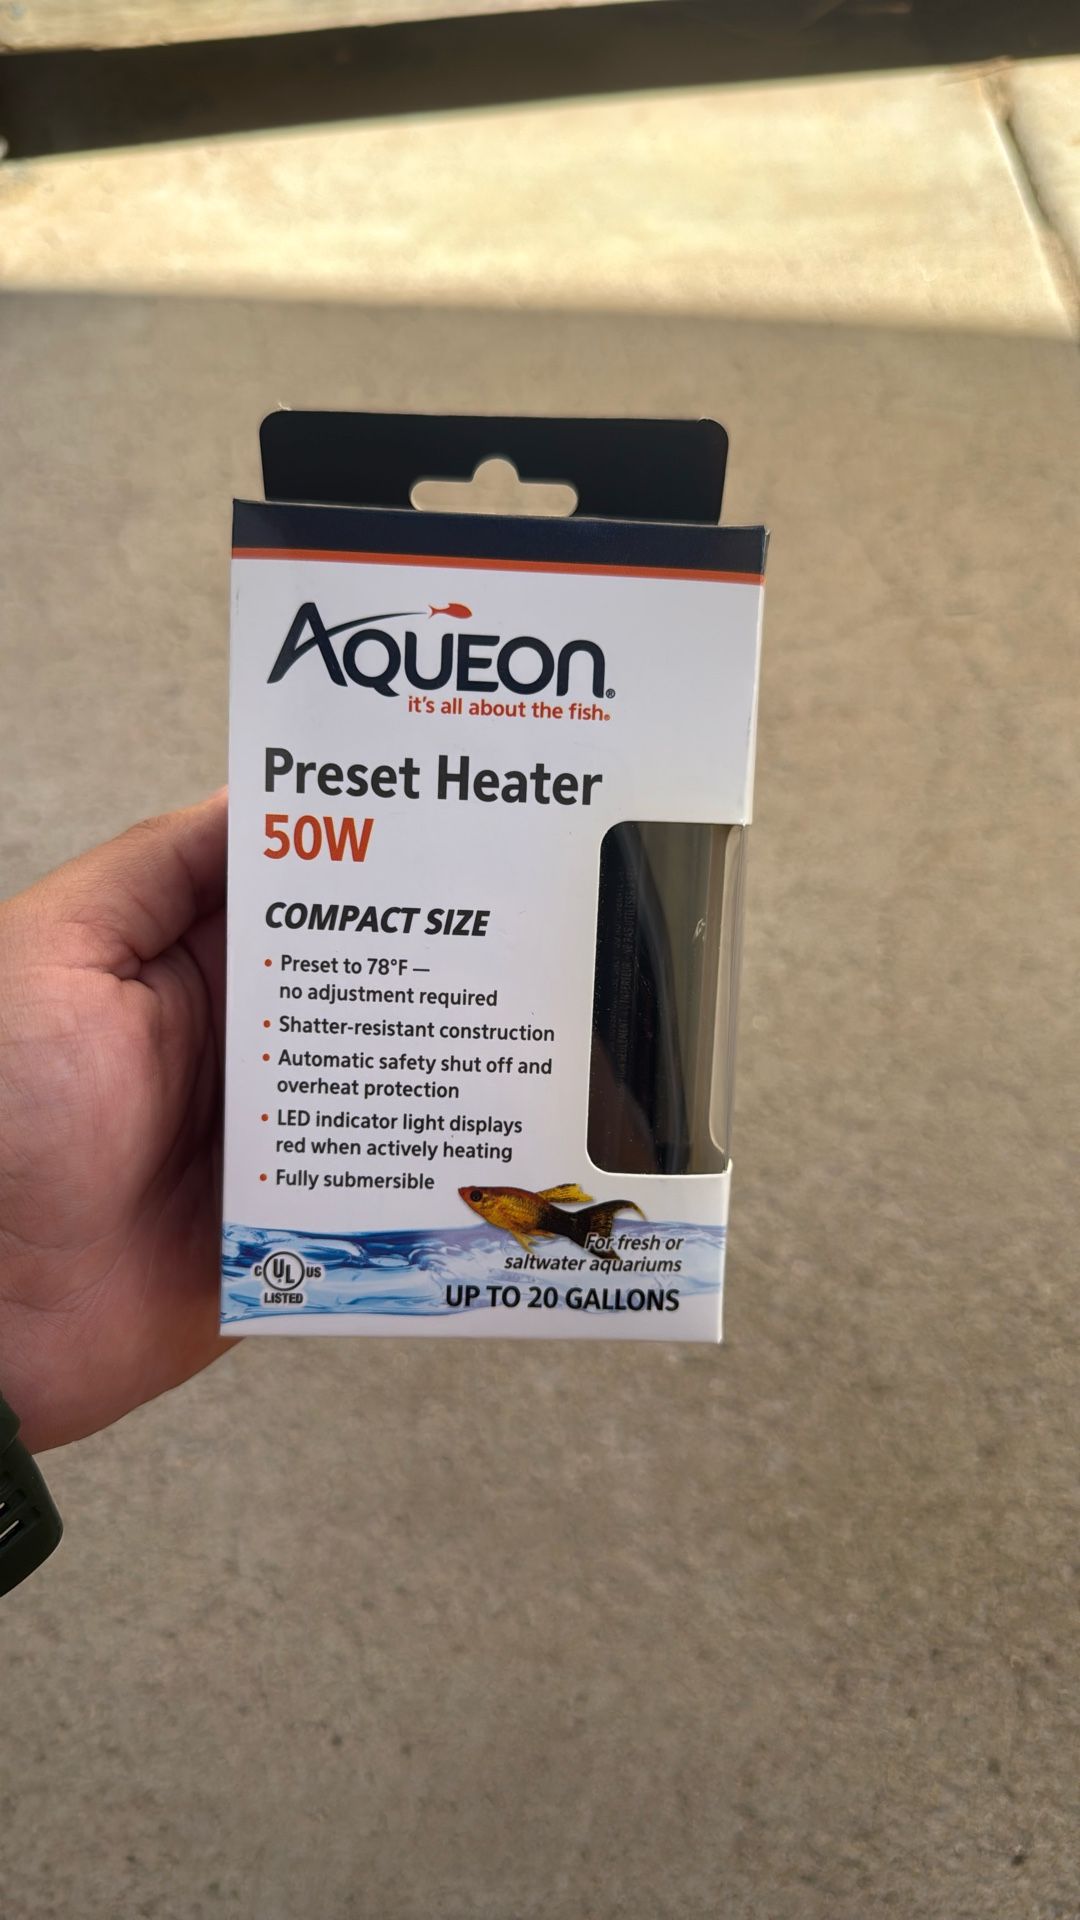 AQUEON®
it's all about the fish®
Preset Heater
50W
COMPACT SIZE
• Preset to 78°F —
no adjustment required
• Shatter-resistant construction
• Automatic safety shut off and
overheat protection
• LED indicator light displays
red when actively heating
• Fully submersible
For fresh or
saltwater aquariums
C UL US
LISTED
UP TO 20 GALLONS